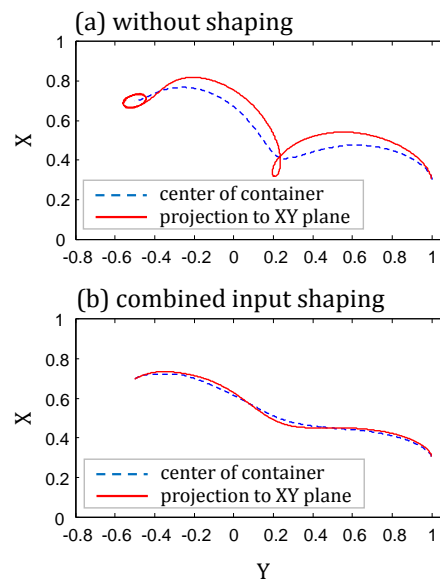 (a) without shaping
1
0.8
0.6
X
0.4
0.2
0
center of container
projection to XY plane
-0.8 -0.6 -0.4 -0.2 0 0.2 0.4 0.6 0.8 1
(b) combined input shaping
1
0.8
0.6
X
0.4
0.2
0
center of container
projection to XY plane
-0.8 -0.6 -0.4 -0.2 0 0.2 0.4 0.6 0.8 1
Y